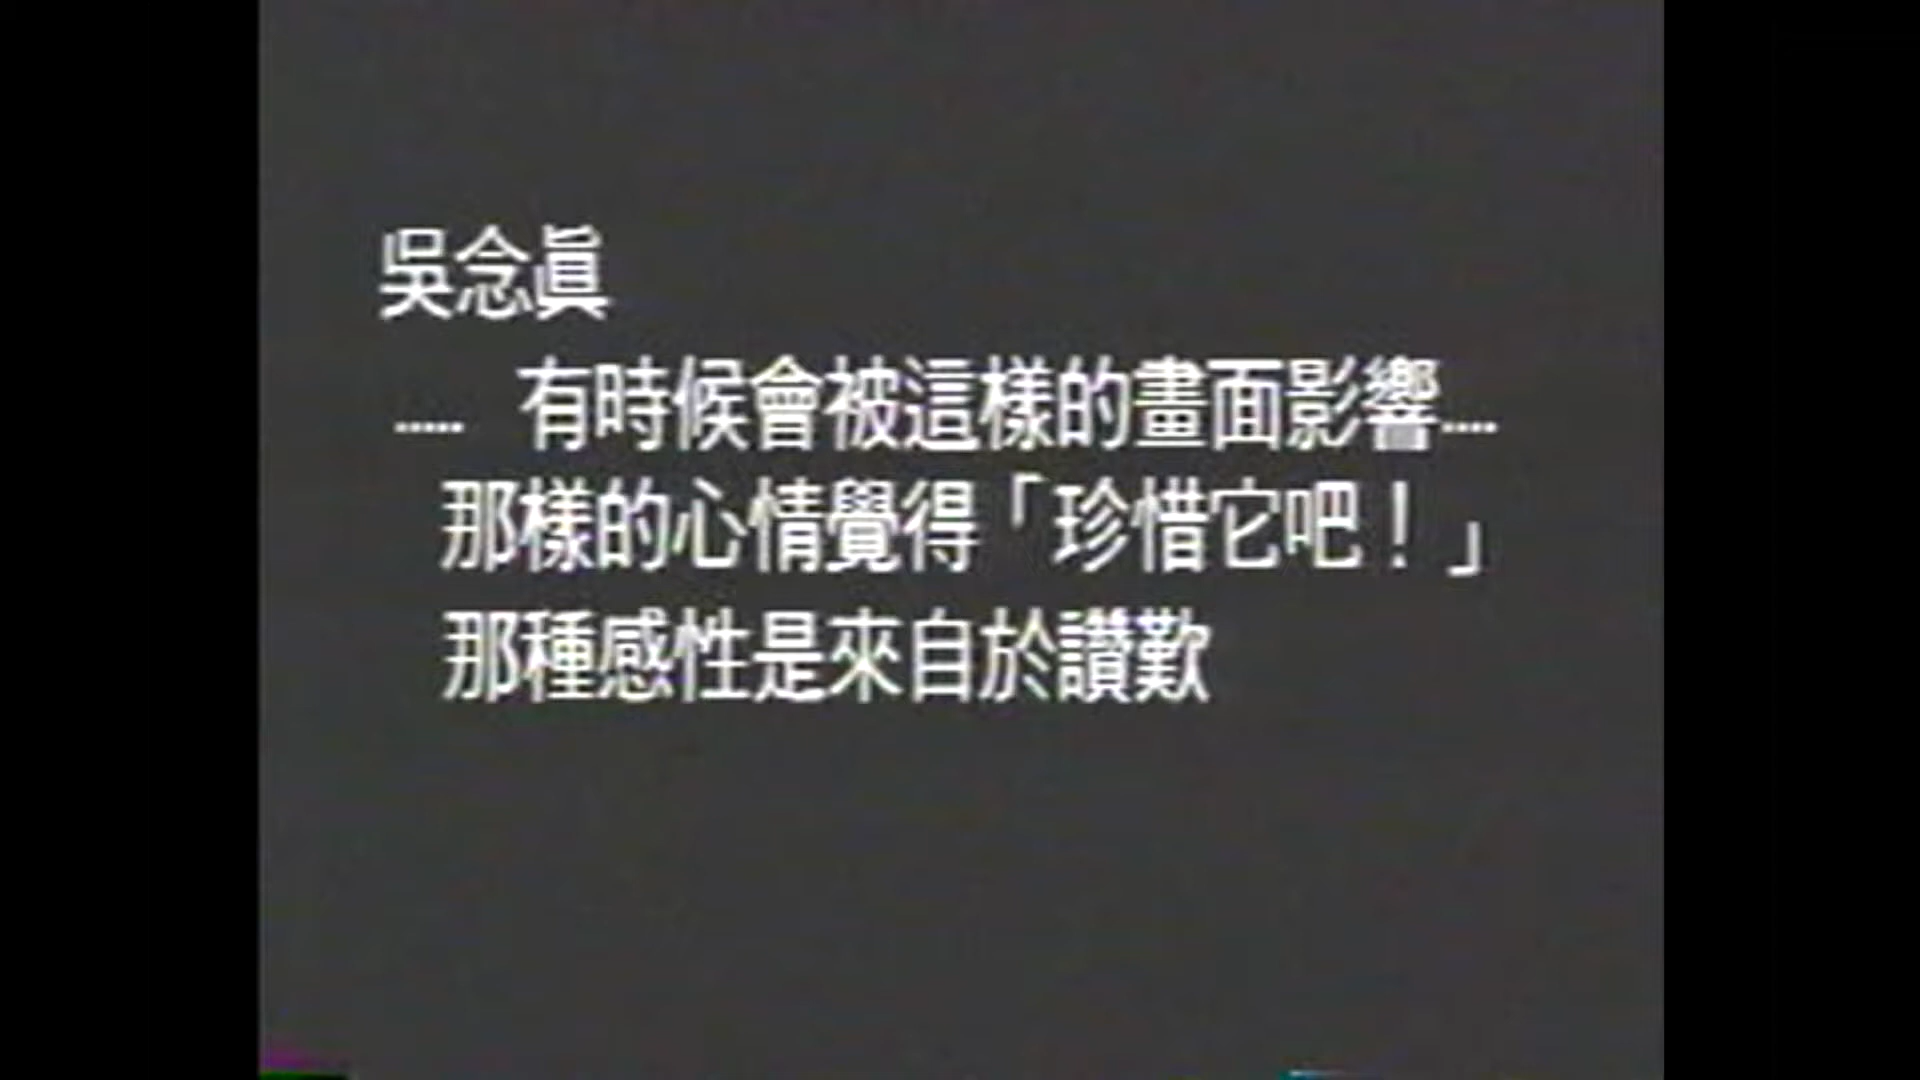 吳念眞
..... 有時候會被這樣的畫面影響....
那樣的心情覺得「珍惜它吧！」
那種感性是來自於讚歎